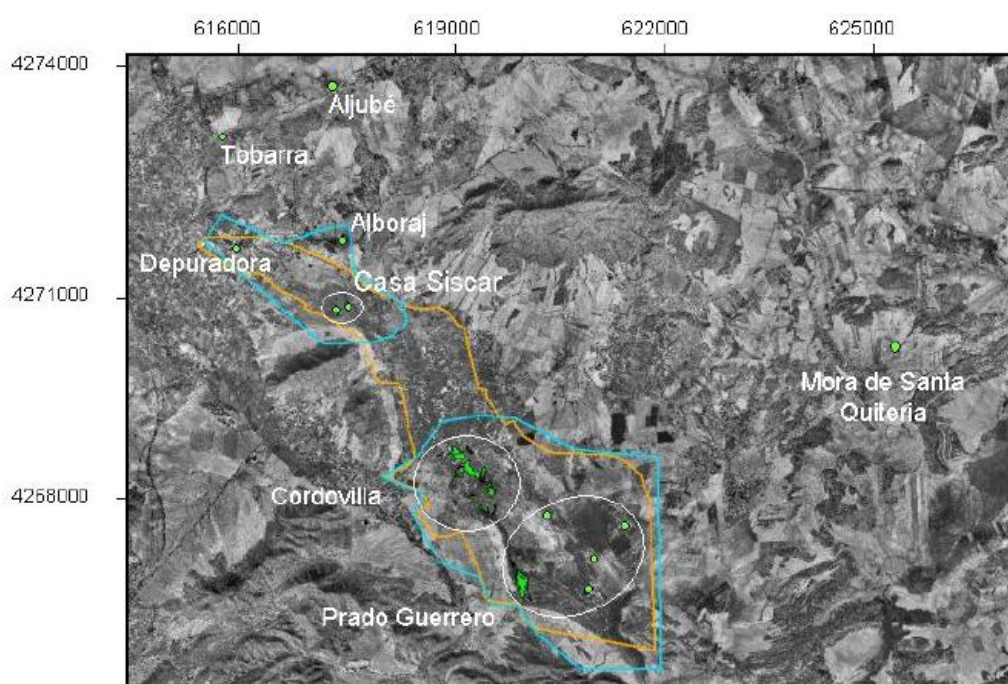 616000 619000 622000 625000
4274000
Aljubé
Tobarra
Alboraj
Depuradora
Casa Siscar
4271000
Mora de Santa
Quiteria
4268000
Cordovilla
Prado Guerrero